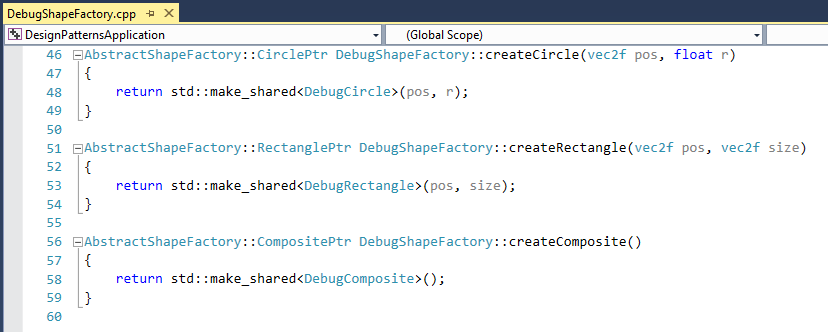 DebugShapeFactory.cpp
DesignPatternsApplication (Global Scope)
46 AbstractShapeFactory::CirclePtr DebugShapeFactory::createCircle(vec2f pos, float r)
47 {
48     return std::make_shared<DebugCircle>(pos, r);
49 }
50
51 AbstractShapeFactory::RectanglePtr DebugShapeFactory::createRectangle(vec2f pos, vec2f size)
52 {
53     return std::make_shared<DebugRectangle>(pos, size);
54 }
55
56 AbstractShapeFactory::CompositePtr DebugShapeFactory::createComposite()
57 {
58     return std::make_shared<DebugComposite>();
59 }
60